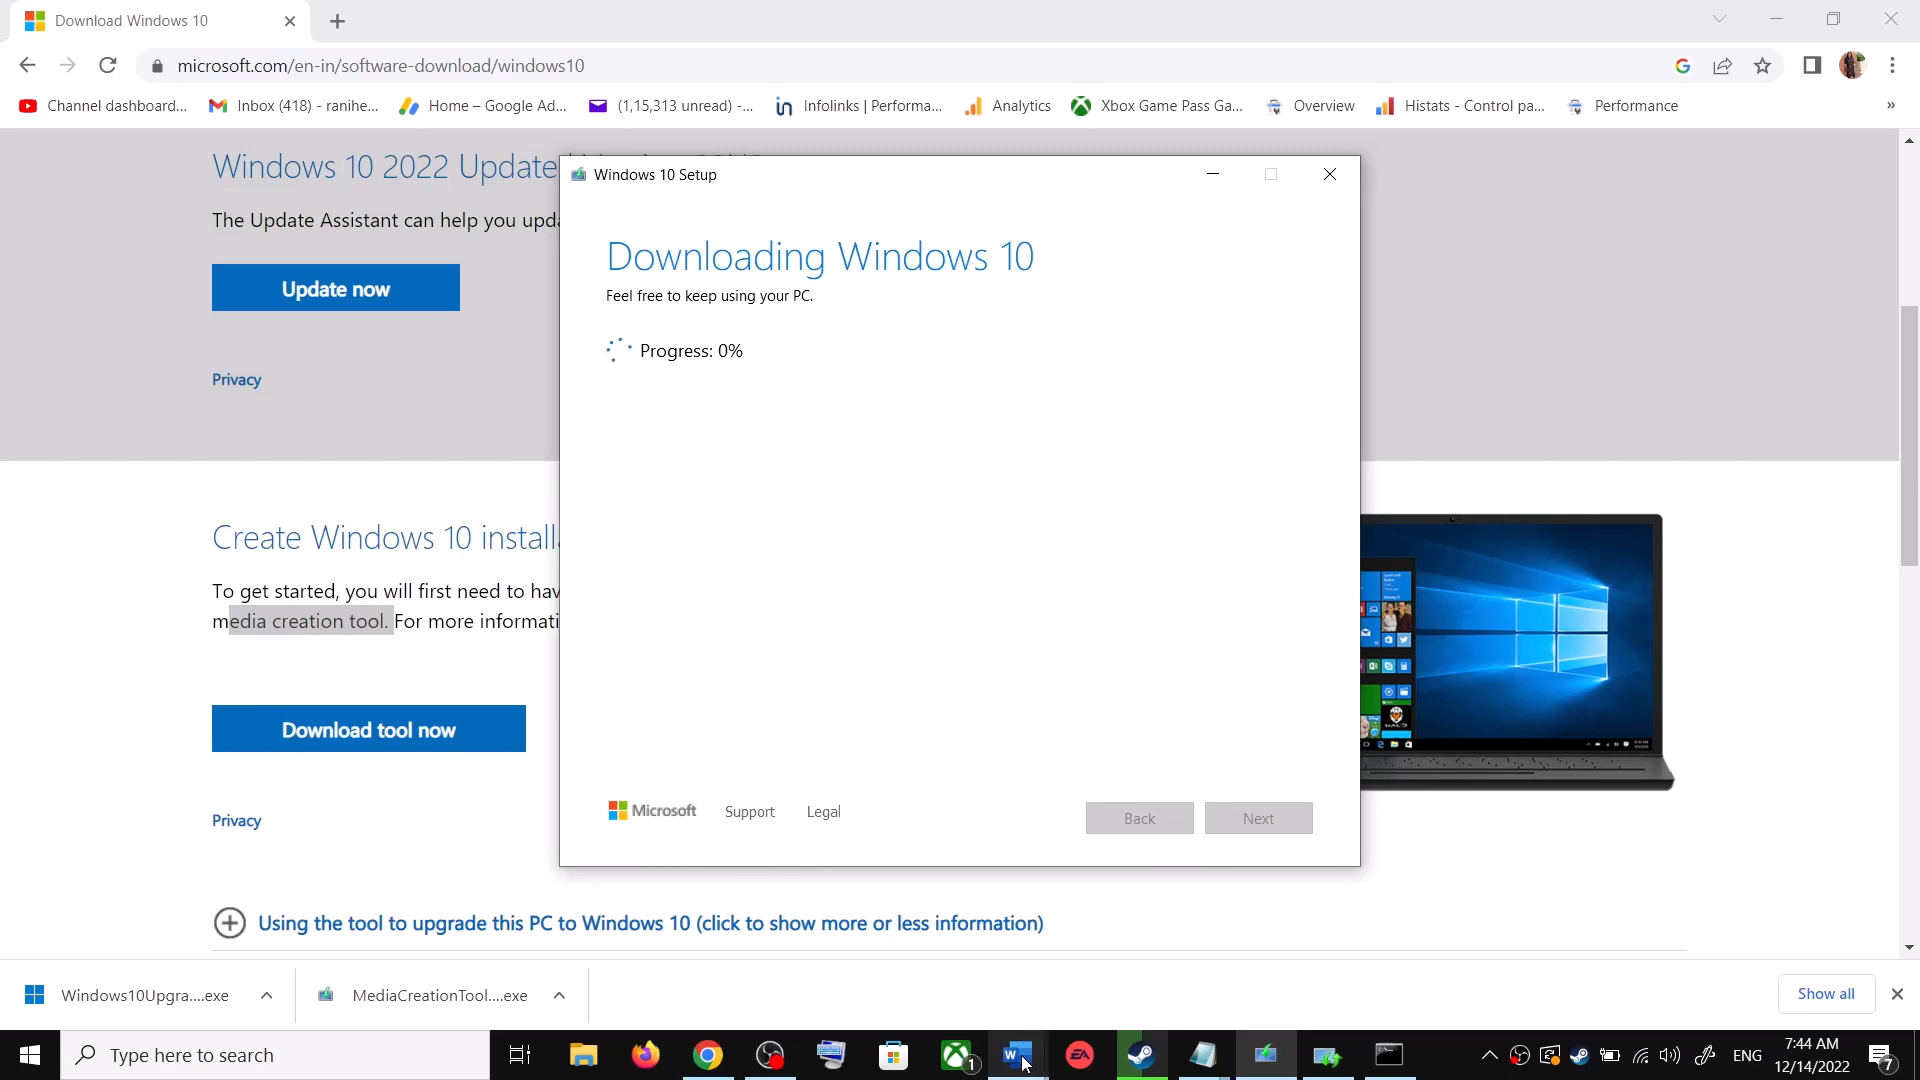 Download Windows 10
microsoft.com/en-in/software-download/windows10
Channel dashboard...
Inbox (418) - ranihe...
Home – Google Ad...
(1,15,313 unread) -...
Infolinks | Performa...
Analytics
Xbox Game Pass Ga...
Overview
Histats - Control pa...
Performance
»
Windows 10 2022 Update
The Update Assistant can help you upda
Update now
Privacy
Windows 10 Setup
Downloading Windows 10
Feel free to keep using your PC.
Progress: 0%
Microsoft
Support
Legal
Back
Next
Create Windows 10 installa
To get started, you will first need to hav
media creation tool. For more informati
Download tool now
Privacy
Using the tool to upgrade this PC to Windows 10 (click to show more or less information)
Windows10Upgra....exe
MediaCreationTool....exe
Show all
Type here to search
1
ENG
7:44 AM
12/14/2022
7